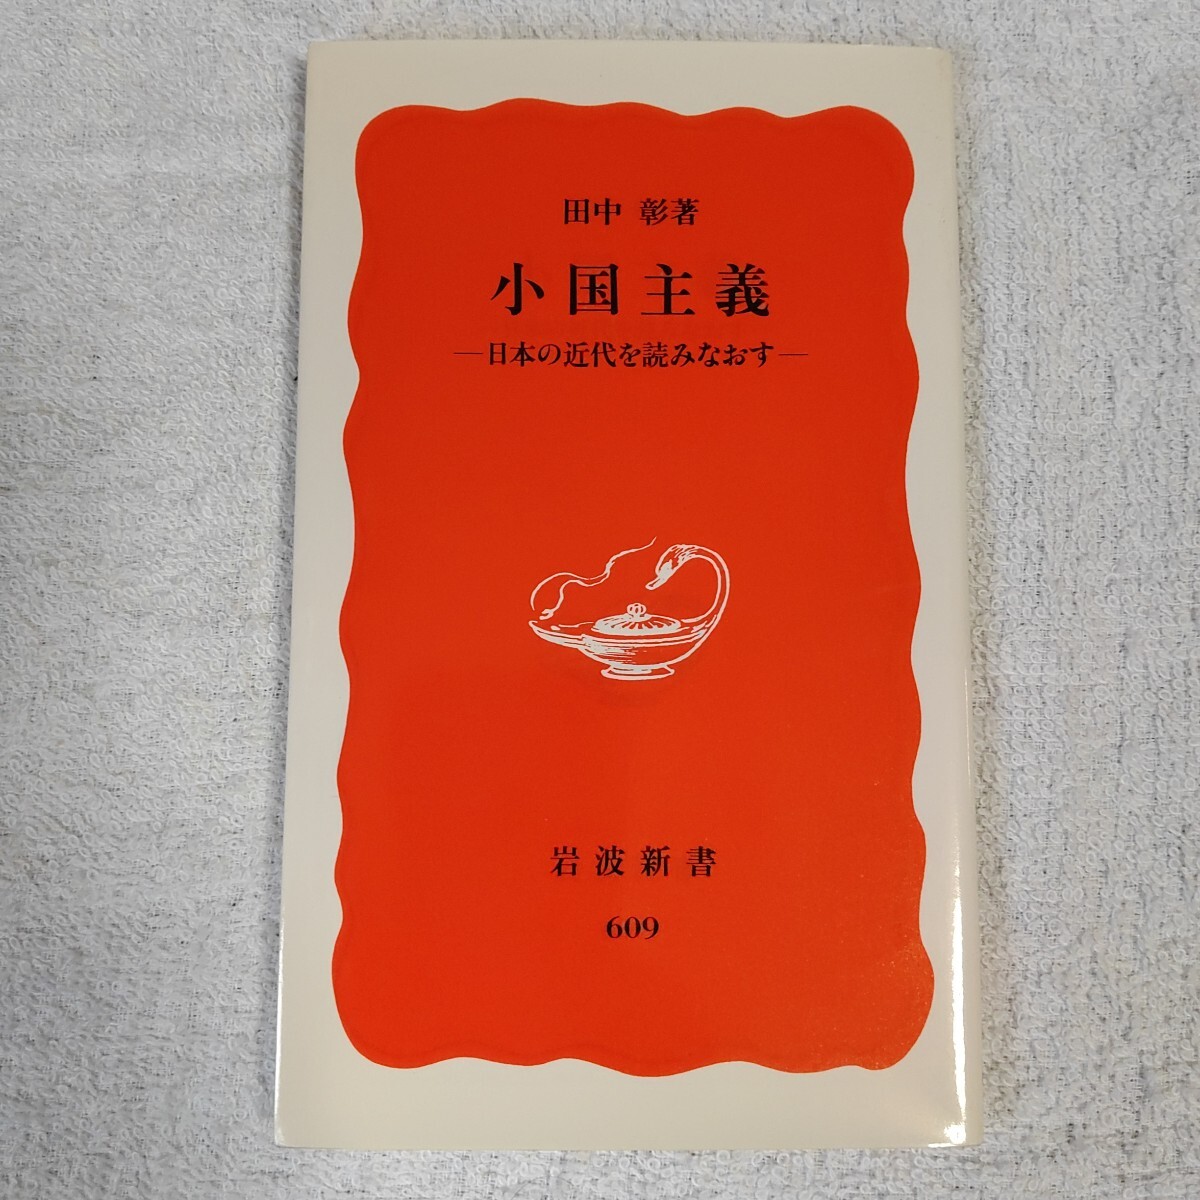 田中 彰著
小国主義
―日本の近代を読みなおす―
岩波新書
609